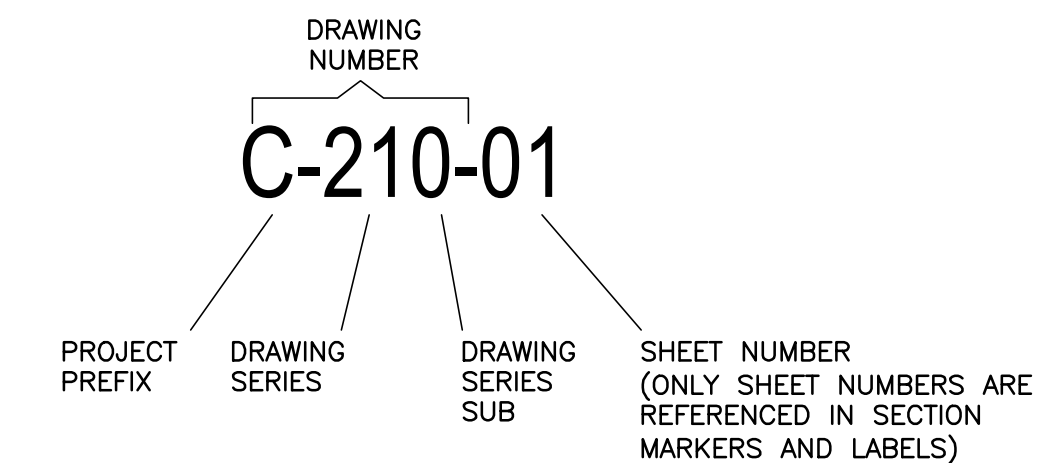 DRAWING
NUMBER
C-210-01
PROJECT
PREFIX
DRAWING
SERIES
DRAWING
SERIES
SUB
SHEET NUMBER
(ONLY SHEET NUMBERS ARE
REFERENCED IN SECTION
MARKERS AND LABELS)